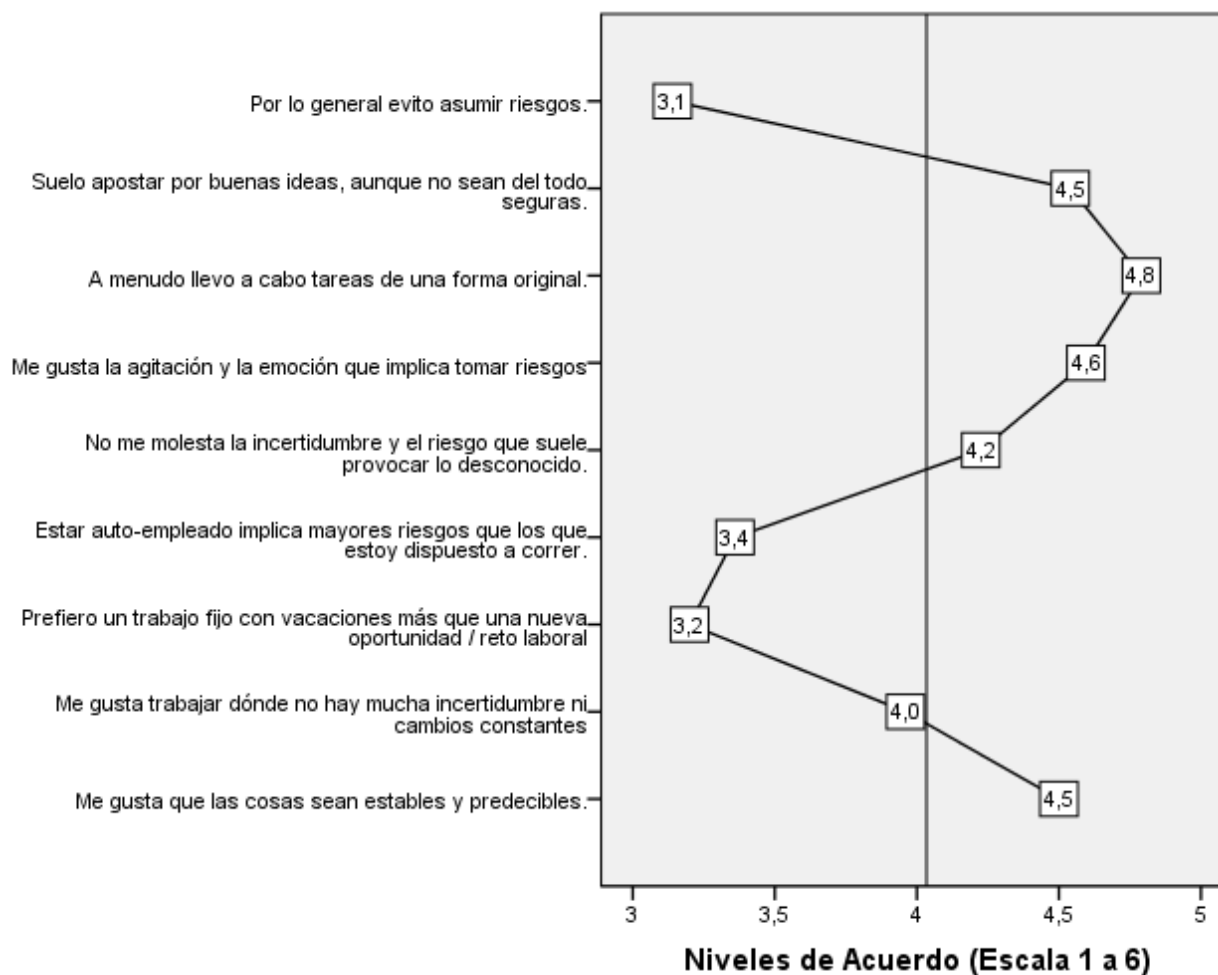 Por lo general evito asumir riesgos.
3,1
Suelo apostar por buenas ideas, aunque no sean del todo
seguras.
4,5
A menudo llevo a cabo tareas de una forma original.
4,8
Me gusta la agitación y la emoción que implica tomar riesgos
4,6
No me molesta la incertidumbre y el riesgo que suele
provocar lo desconocido.
4,2
Estar auto-empleado implica mayores riesgos que los que
estoy dispuesto a correr.
3,4
Prefiero un trabajo fijo con vacaciones más que una nueva
oportunidad / reto laboral
3,2
Me gusta trabajar dónde no hay mucha incertidumbre ni
cambios constantes
4,0
Me gusta que las cosas sean estables y predecibles.
4,5
3 3,5 4 4,5 5
Niveles de Acuerdo (Escala 1 a 6)